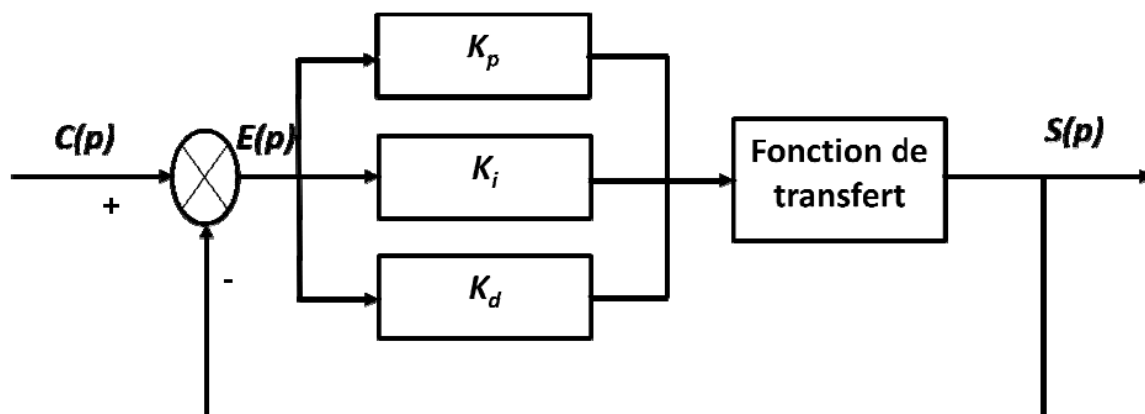 K_p
C(p)
E(p)
K_i
Fonction de
transfert
S(p)
+
-
K_d